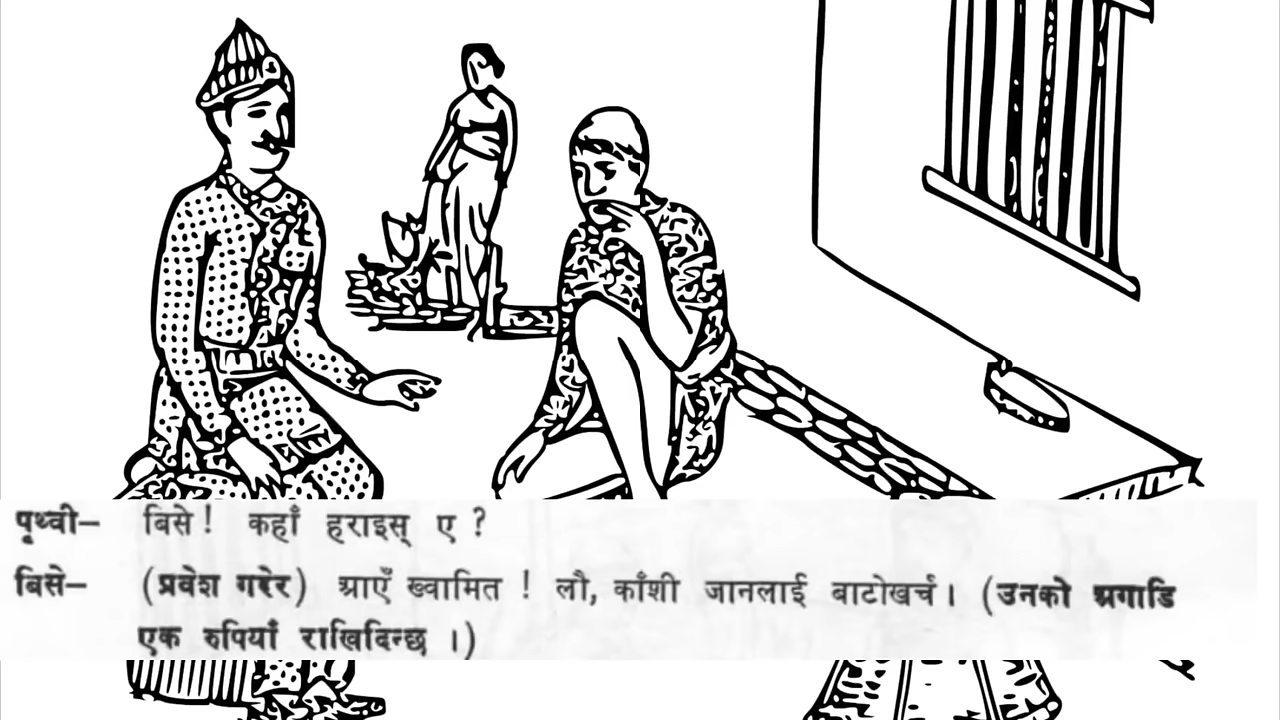 पृथ्वी— बिसे ! कहाँ हराइस् ए ?
बिसे— (प्रवेश गरेर) आएँ ख्वामित ! लौ, काँशी जानलाई बाटोखर्च । (उनको अगाडि
एक रुपियाँ राखिदिन्छ ।)